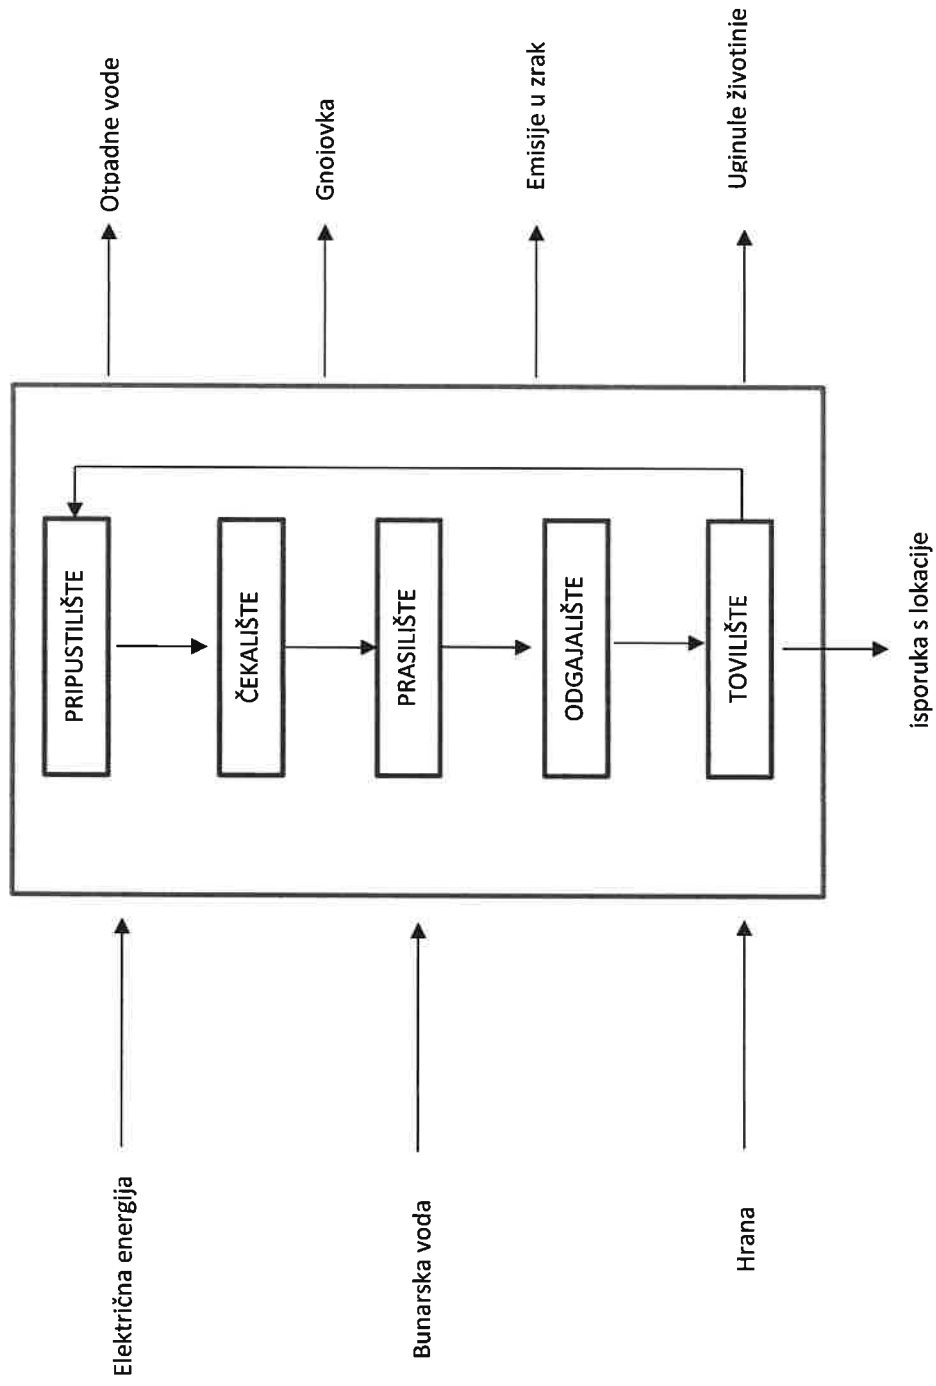 Električna energija
Bunarska voda
Hrana
PRIPUSTILIŠTE
ČEKALIŠTE
PRASILIŠTE
ODGAJALIŠTE
TOVILIŠTE
isporuka s lokacije
Otpadne vode
Gnojovka
Emisije u zrak
Uginule životinje